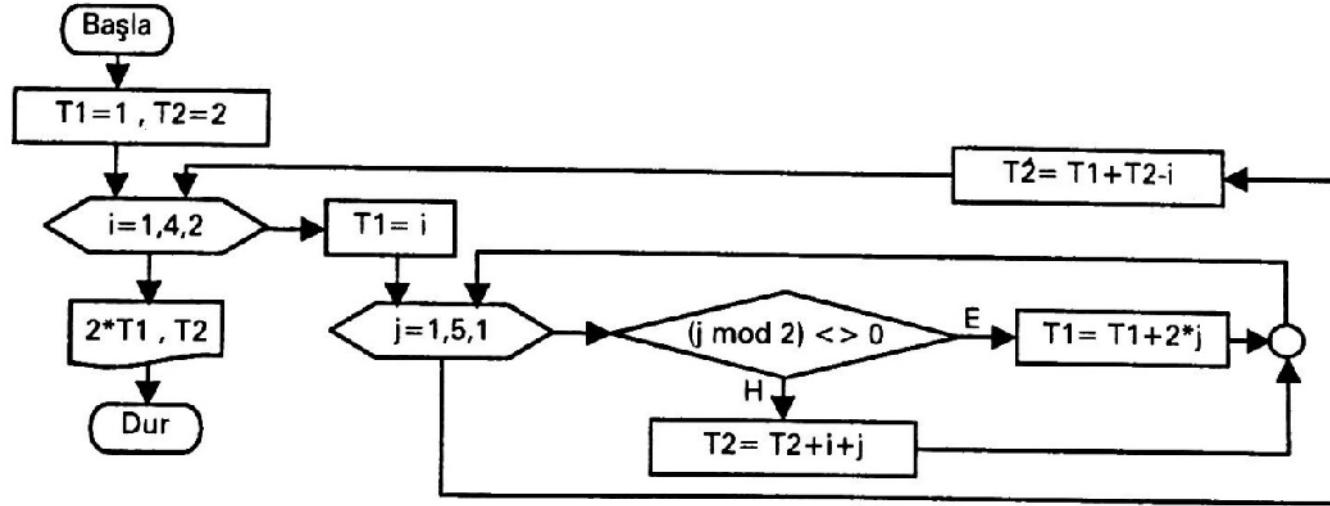 Başla
T1=1 , T2=2
T2= T1+T2-i
i=1,4,2
T1= i
2*T1 , T2
j=1,5,1
(j mod 2) <> 0
E
T1= T1+2*j
H
T2= T2+i+j
Dur